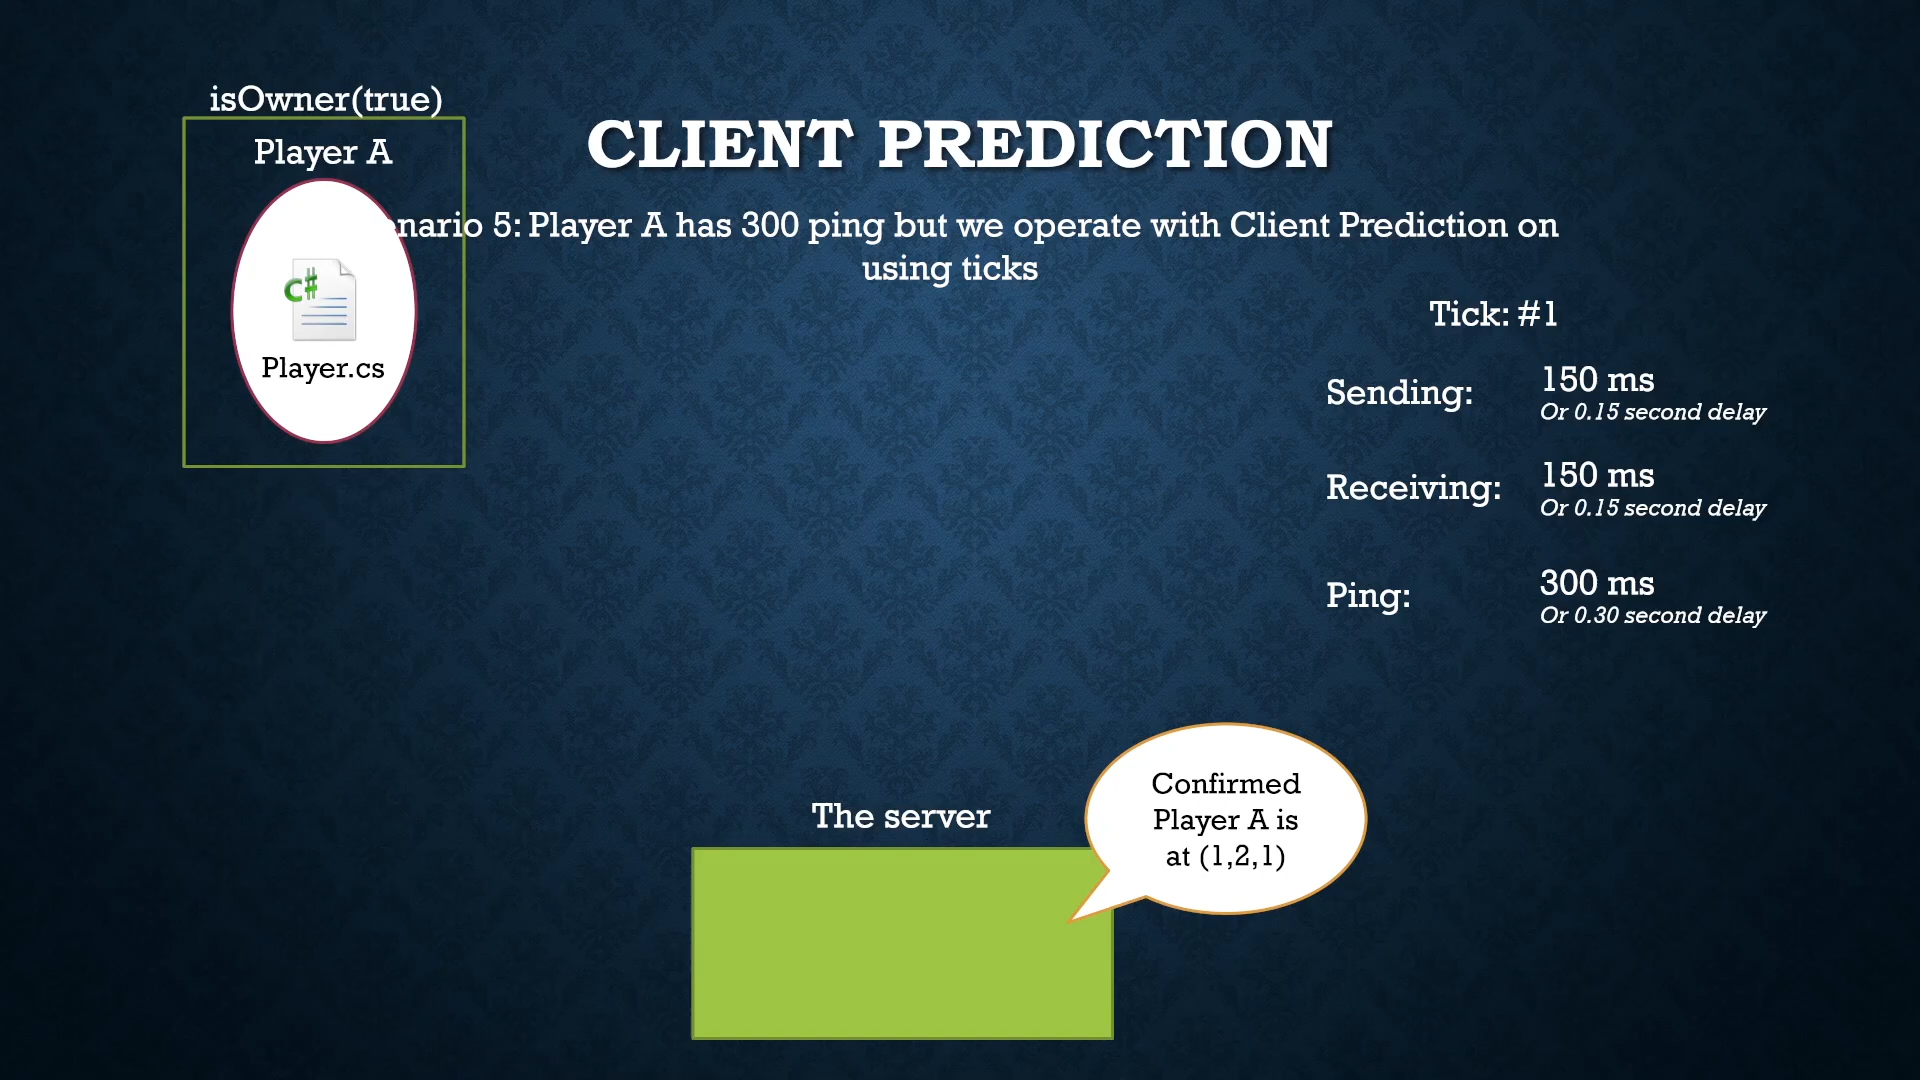 isOwner(true)
Player A
C#
Player.cs
CLIENT PREDICTION
enario 5: Player A has 300 ping but we operate with Client Prediction on
using ticks
Tick: #1
Sending: 150 ms
Or 0.15 second delay
Receiving: 150 ms
Or 0.15 second delay
Ping: 300 ms
Or 0.30 second delay
The server
Confirmed
Player A is
at (1,2,1)